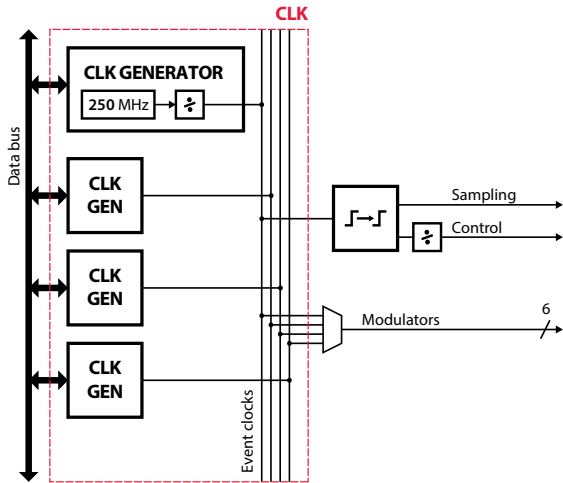 CLK
CLK GENERATOR
250 MHz
÷
Data bus
CLK
GEN
Sampling
Control
÷
CLK
GEN
6
Modulators
CLK
GEN
Event clocks